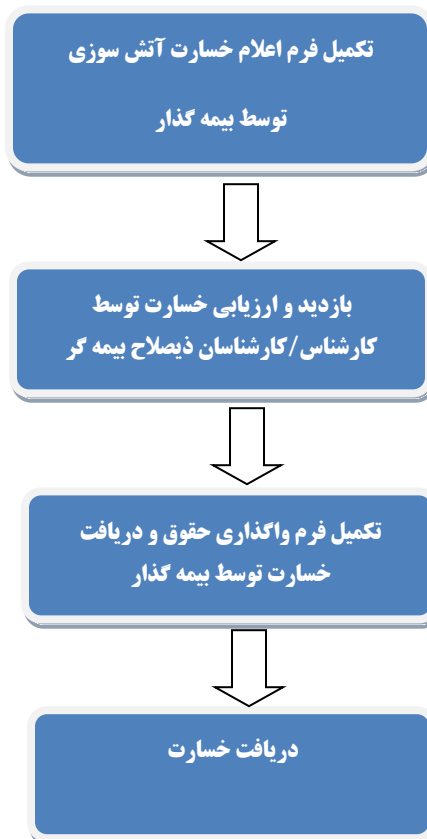 تکمیل فرم اعلام خسارت آتش سوزی
توسط بیمه گذار
بازدید و ارزیابی خسارت توسط
کارشناس/کارشناسان ذیصلاح بیمه گر
تکمیل فرم واگذاری حقوق و دریافت
خسارت توسط بیمه گذار
دریافت خسارت